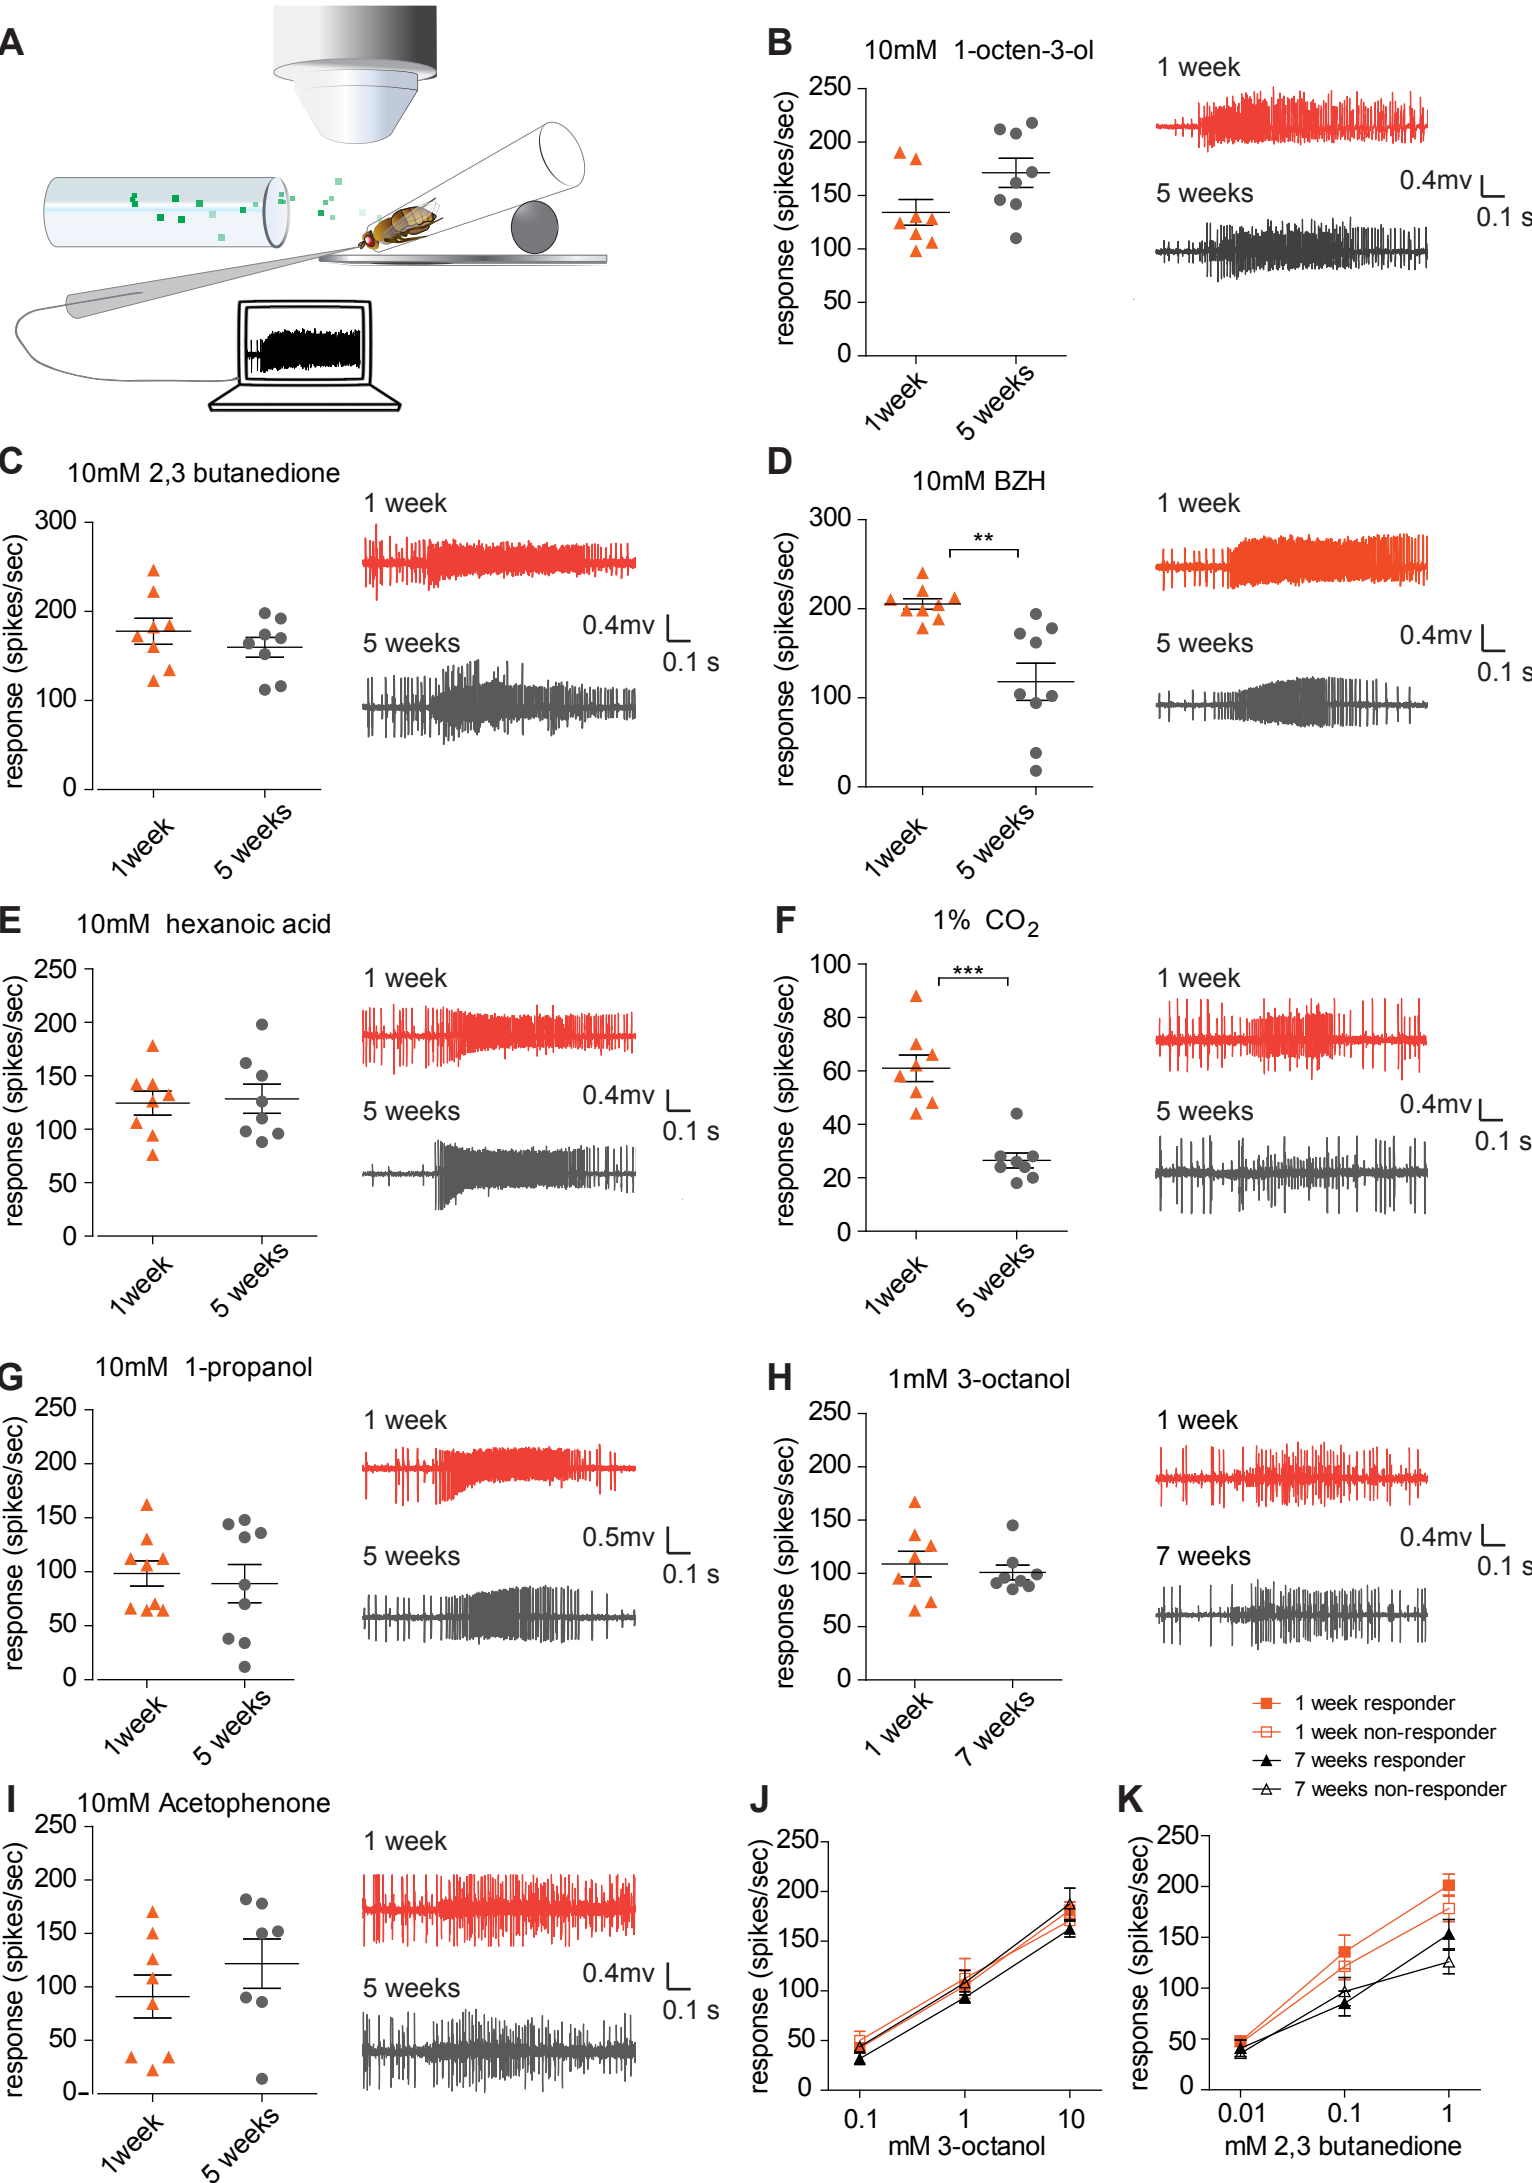 A
B
10mM 1-octen-3-ol
response (spikes/sec)
250
200
150
100
50
0
1week
5 weeks
1 week
5 weeks
0.4mv
0.1 s
C
10mM 2,3 butanedione
response (spikes/sec)
300
200
100
0
1week
5 weeks
1 week
5 weeks
0.4mv
0.1 s
D
10mM BZH
response (spikes/sec)
300
200
100
0
**
1week
5 weeks
1 week
5 weeks
0.4mv
0.1 s
E
10mM hexanoic acid
response (spikes/sec)
250
200
150
100
50
0
1week
5 weeks
1 week
5 weeks
0.4mv
0.1 s
F
1% CO2
response (spikes/sec)
100
80
60
40
20
0
***
1week
5 weeks
1 week
5 weeks
0.4mv
0.1 s
G
10mM 1-propanol
response (spikes/sec)
250
200
150
100
50
0
1week
5 weeks
1 week
5 weeks
0.5mv
0.1 s
H
1mM 3-octanol
response (spikes/sec)
250
200
150
100
50
0
1 week
7 weeks
1 week
7 weeks
0.4mv
0.1 s
1 week responder
1 week non-responder
7 weeks responder
7 weeks non-responder
I
10mM Acetophenone
response (spikes/sec)
250
200
150
100
50
0
1week
5 weeks
1 week
5 weeks
0.4mv
0.1 s
J
response (spikes/sec)
250
200
150
100
50
0
0.1 1 10
mM 3-octanol
K
response (spikes/sec)
250
200
150
100
50
0
0.01 0.1 1
mM 2,3 butanedione